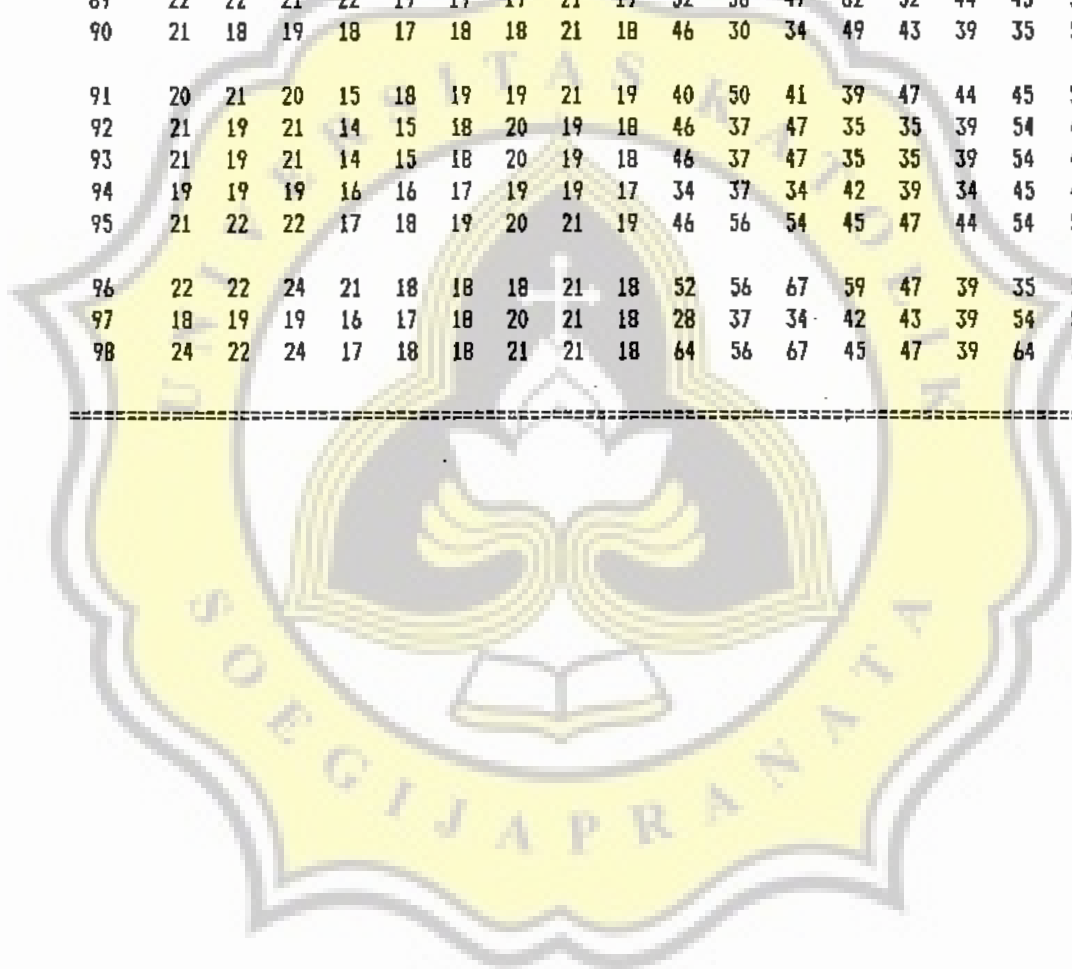 90 21 18 19 18 17 18 18 21 18 46 30 34 49 43 39 35
91 20 21 20 15 18 19 19 21 19 40 50 41 39 47 44 45
92 21 19 21 14 15 18 20 19 18 46 37 47 35 35 39 54
93 21 19 21 14 15 18 20 19 18 46 37 47 35 35 39 54
94 19 19 19 16 16 17 19 19 17 34 37 34 42 39 34 45
95 21 22 22 17 18 19 20 21 19 46 56 54 45 47 44 54
96 22 22 24 21 18 18 18 21 18 52 56 67 59 47 39 35
97 18 19 19 16 17 18 20 21 18 28 37 34 42 43 39 54
98 24 22 24 17 18 18 21 21 18 64 56 67 45 47 39 64
UNIVERSITAS KATOLIK
SOEGIJAPRANATA